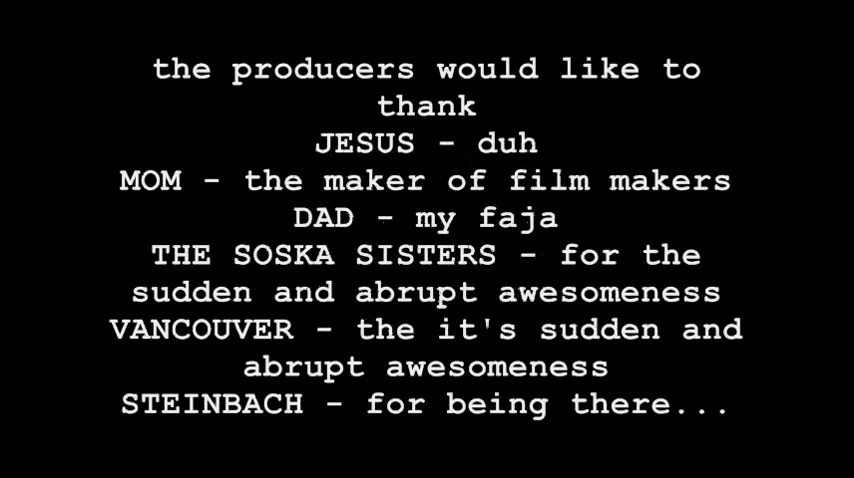 the producers would like to
thank
JESUS - duh
MOM - the maker of film makers
DAD - my faja
THE SOSKA SISTERS - for the
sudden and abrupt awesomeness
VANCOUVER - the it's sudden and
abrupt awesomeness
STEINBACH - for being there...